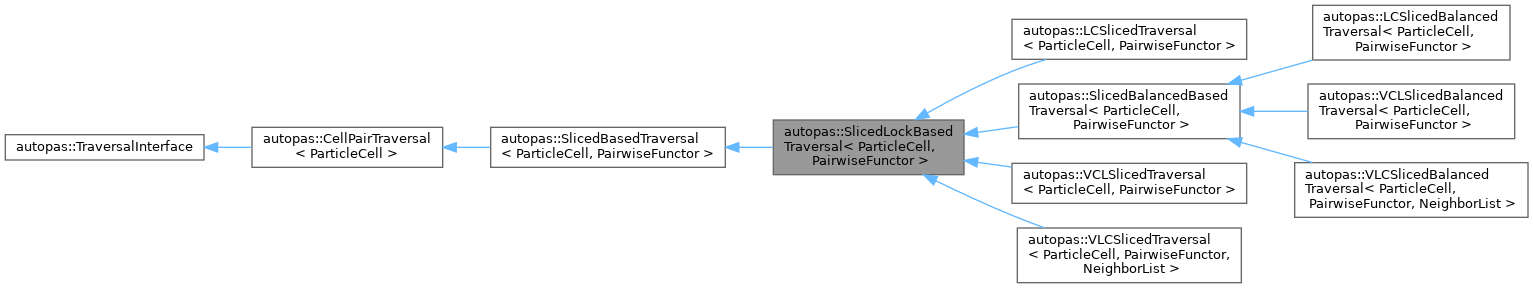 autopas::TraversalInterface
autopas::CellPairTraversal
< ParticleCell >
autopas::SlicedBasedTraversal
< ParticleCell, PairwiseFunctor >
autopas::SlicedLockBased
Traversal< ParticleCell,
PairwiseFunctor >
autopas::LCSlicedTraversal
< ParticleCell, PairwiseFunctor >
autopas::SlicedBalancedBased
Traversal< ParticleCell,
PairwiseFunctor >
autopas::VCLSlicedTraversal
< ParticleCell, PairwiseFunctor >
autopas::VLCSlicedTraversal
< ParticleCell, PairwiseFunctor,
NeighborList >
autopas::LCSlicedBalanced
Traversal< ParticleCell,
PairwiseFunctor >
autopas::VCLSlicedBalanced
Traversal< ParticleCell,
PairwiseFunctor >
autopas::VLCSlicedBalanced
Traversal< ParticleCell,
PairwiseFunctor, NeighborList >